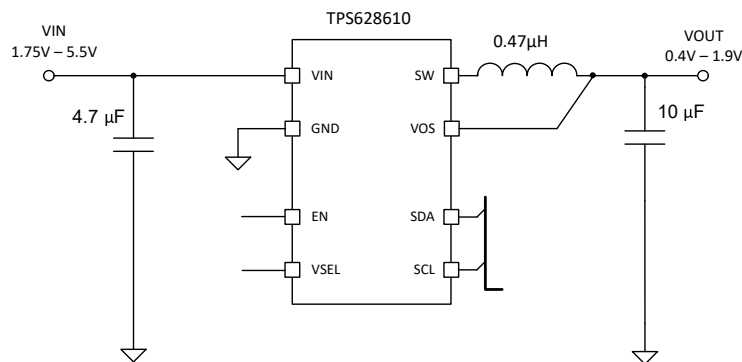 TPS628610
VIN
1.75V – 5.5V
0.47µH
VOUT
0.4V – 1.9V
VIN
SW
4.7 µF
GND
VOS
10 µF
EN
SDA
VSEL
SCL